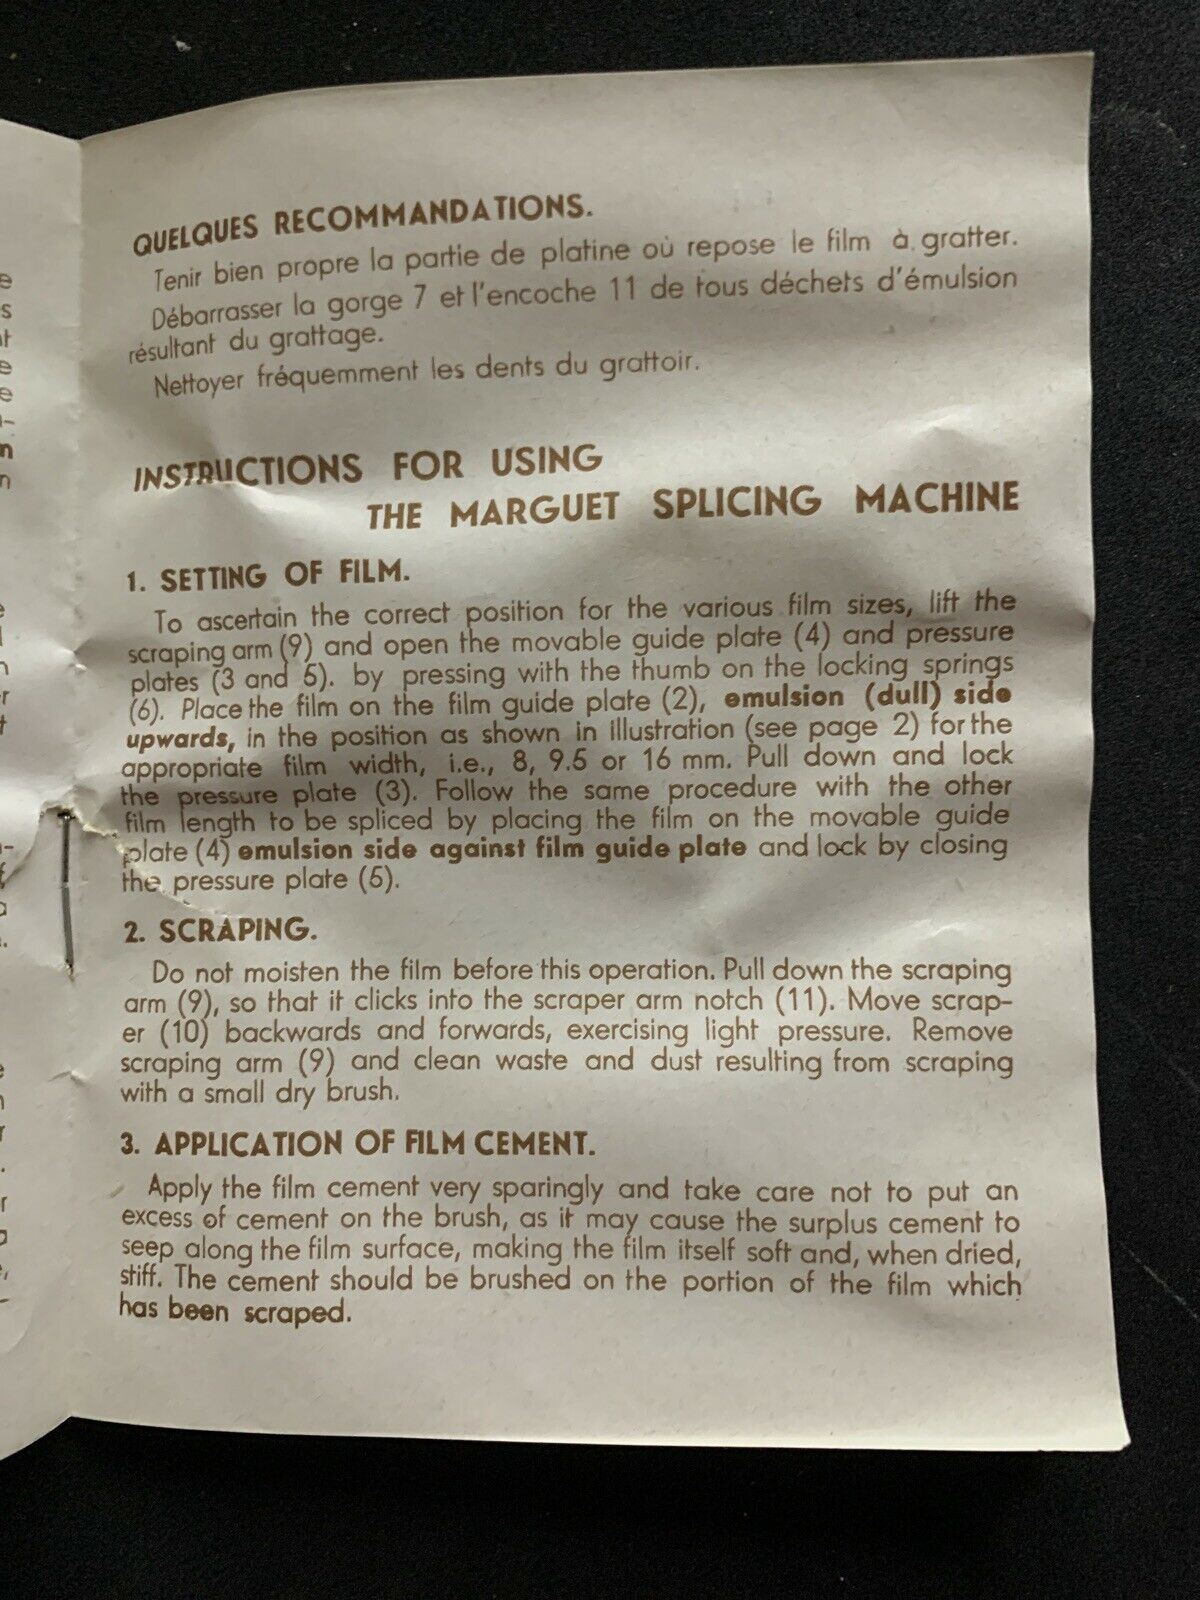 QUELQUES RECOMMANDATIONS.
Tenir bien propre la partie de platine où repose le film à gratter.
Débarrasser la gorge 7 et l'encoche 11 de tous déchets d'émulsion
résultant du grattage.
Nettoyer fréquemment les dents du grattoir.
INSTRUCTIONS FOR USING
THE MARGUET SPLICING MACHINE
1. SETTING OF FILM.
To ascertain the correct position for the various film sizes, lift the
scraping arm (9) and open the movable guide plate (4) and pressure
plates (3 and 5). by pressing with the thumb on the locking springs
(6). Place the film on the film guide plate (2), emulsion (dull) side
upwards, in the position as shown in illustration (see page 2) for the
appropriate film width, i.e., 8, 9.5 or 16 mm. Pull down and lock
the pressure plate (3). Follow the same procedure with the other
film length to be spliced by placing the film on the movable guide
plate (4) emulsion side against film guide plate and lock by closing
the pressure plate (5).
2. SCRAPING.
Do not moisten the film before this operation. Pull down the scraping
arm (9), so that it clicks into the scraper arm notch (11). Move scrap-
er (10) backwards and forwards, exercising light pressure. Remove
scraping arm (9) and clean waste and dust resulting from scraping
with a small dry brush.
3. APPLICATION OF FILM CEMENT.
Apply the film cement very sparingly and take care not to put an
excess of cement on the brush, as it may cause the surplus cement to
seep along the film surface, making the film itself soft and, when dried,
stiff. The cement should be brushed on the portion of the film which
has been scraped.